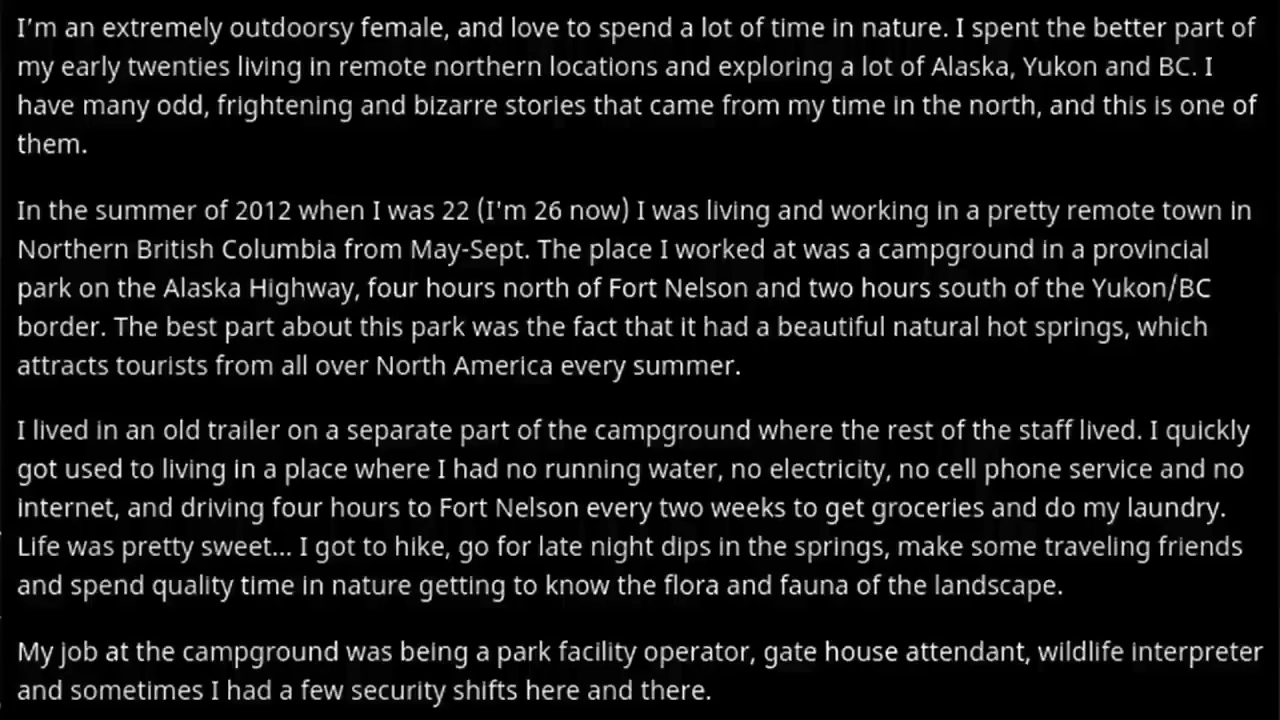 I'm an extremely outdoorsy female, and love to spend a lot of time in nature. I spent the better part of
my early twenties living in remote northern locations and exploring a lot of Alaska, Yukon and BC. I
have many odd, frightening and bizarre stories that came from my time in the north, and this is one of
them.
In the summer of 2012 when I was 22 (I'm 26 now) I was living and working in a pretty remote town in
Northern British Columbia from May-Sept. The place I worked at was a campground in a provincial
park on the Alaska Highway, four hours north of Fort Nelson and two hours south of the Yukon/BC
border. The best part about this park was the fact that it had a beautiful natural hot springs, which
attracts tourists from all over North America every summer.
I lived in an old trailer on a separate part of the campground where the rest of the staff lived. I quickly
got used to living in a place where I had no running water, no electricity, no cell phone service and no
internet, and driving four hours to Fort Nelson every two weeks to get groceries and do my laundry.
Life was pretty sweet... I got to hike, go for late night dips in the springs, make some traveling friends
and spend quality time in nature getting to know the flora and fauna of the landscape.
My job at the campground was being a park facility operator, gate house attendant, wildlife interpreter
and sometimes I had a few security shifts here and there.